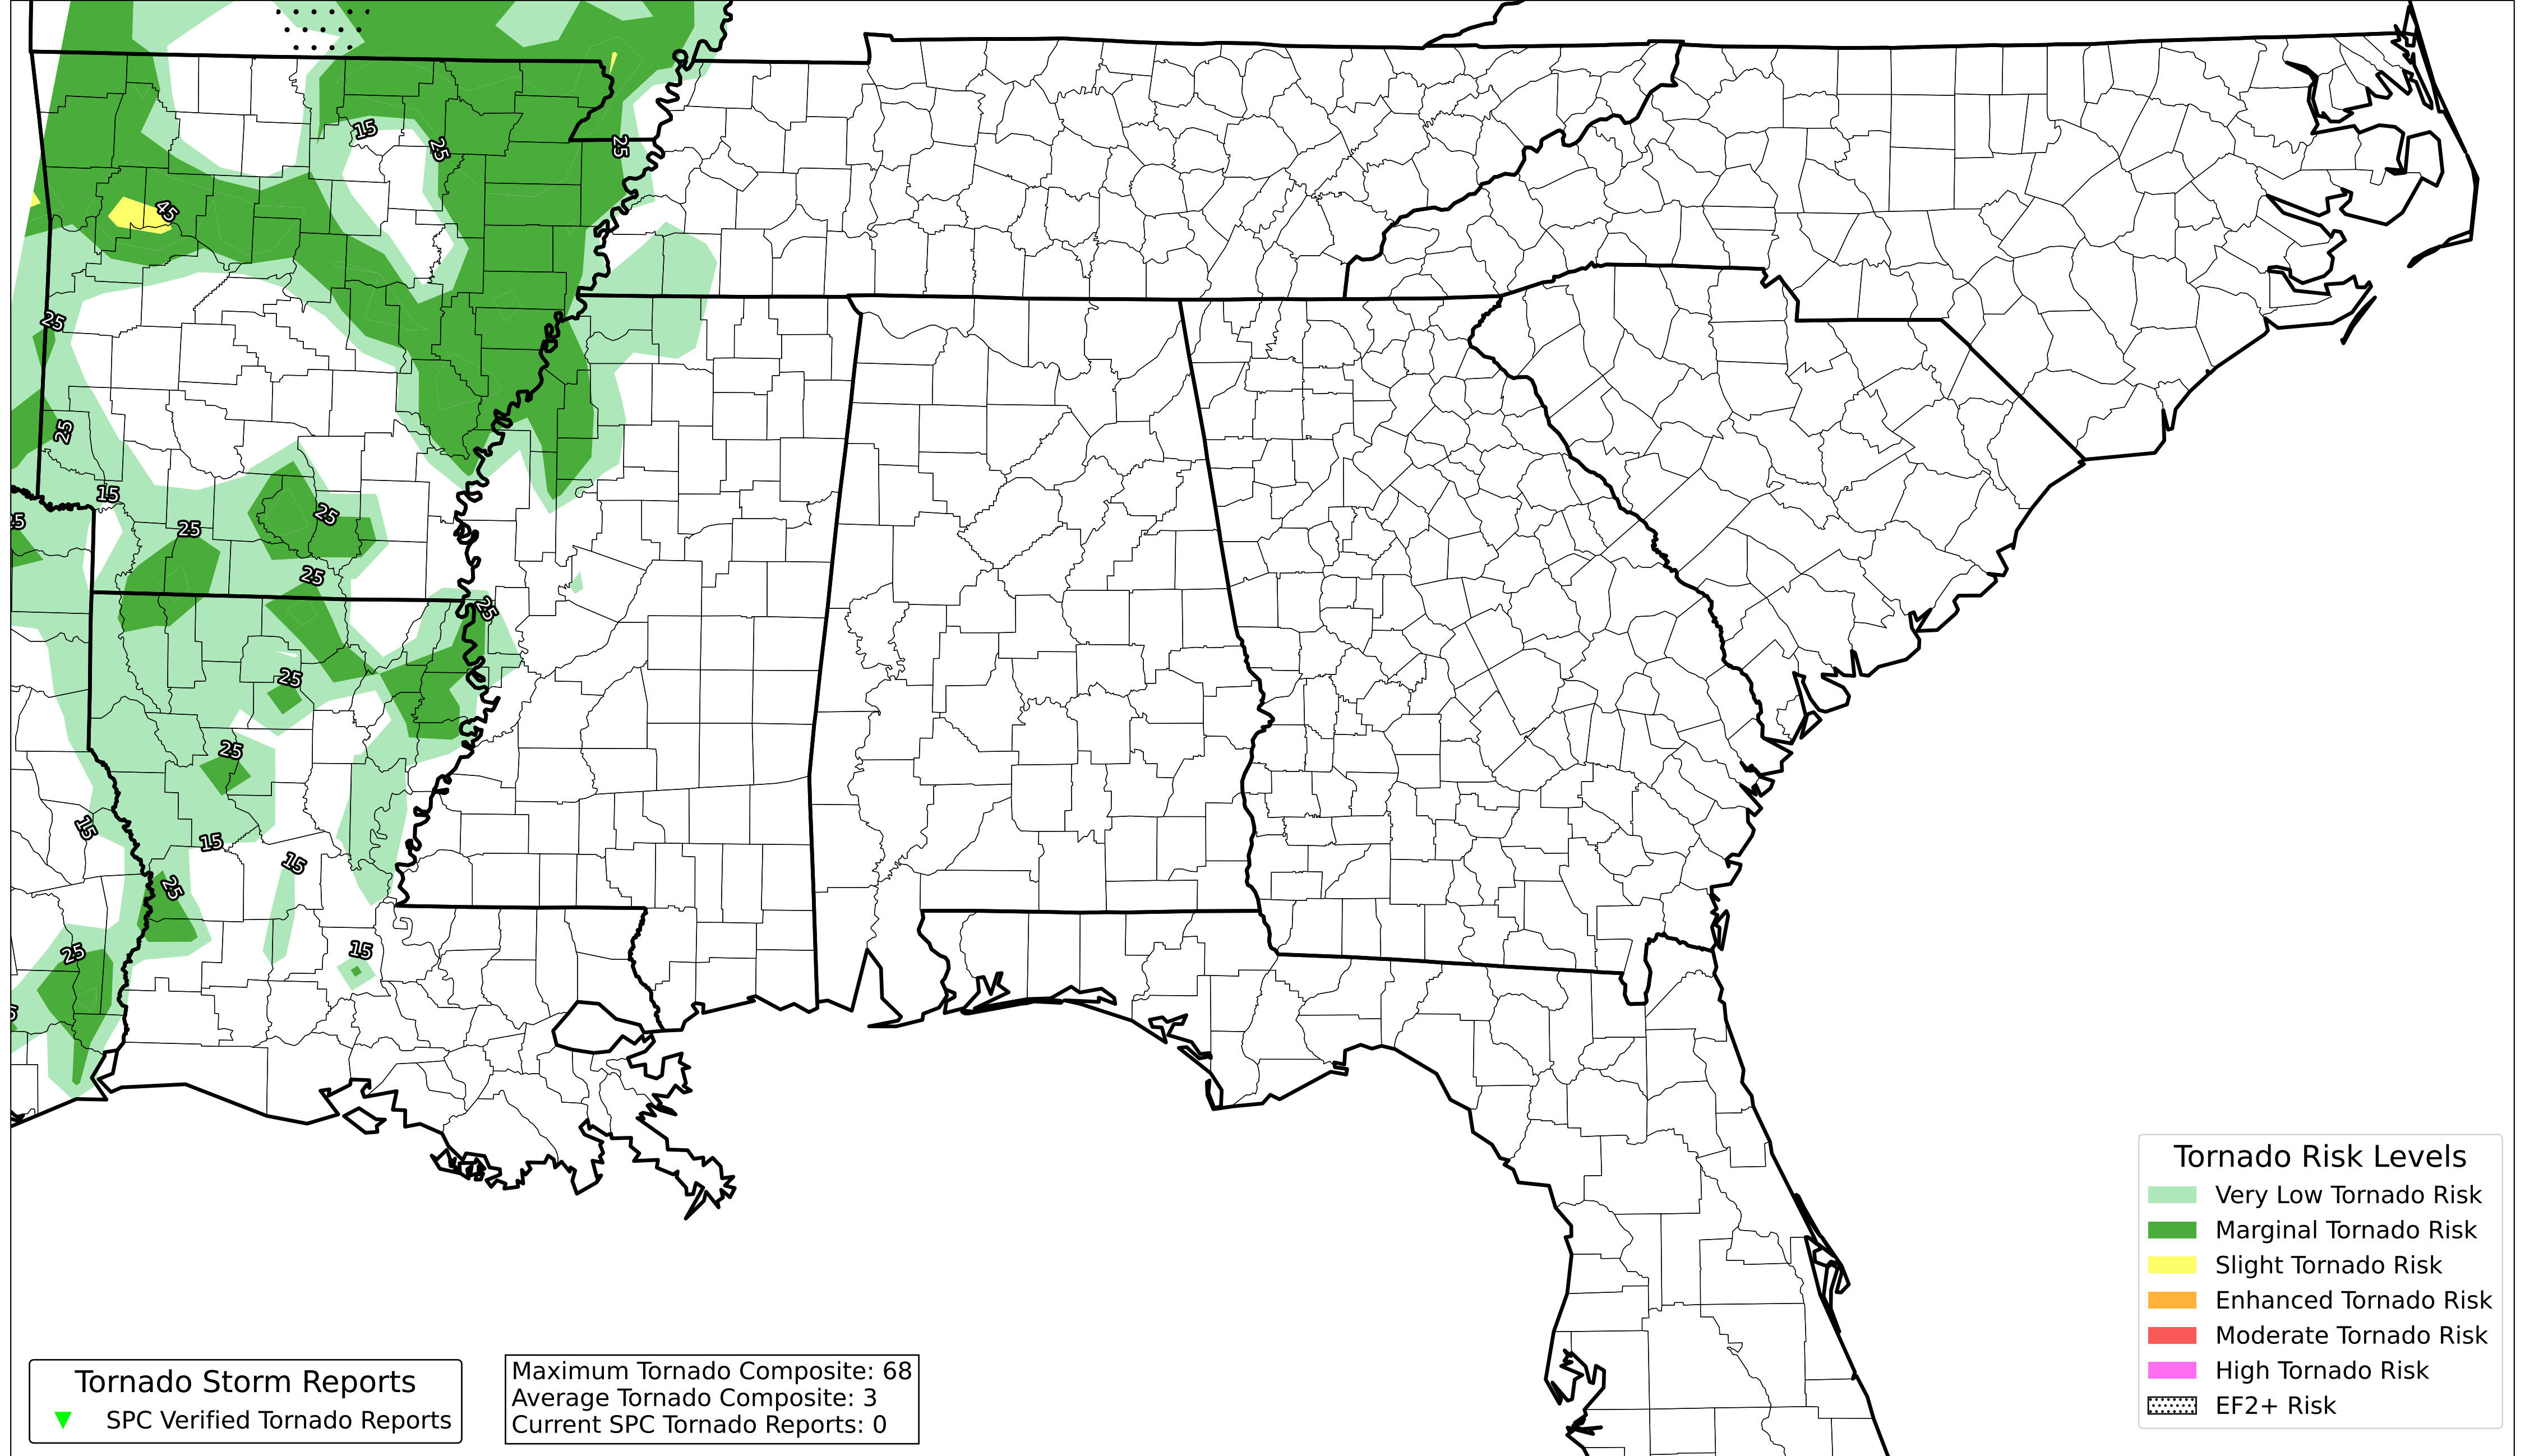 15
25
25
45
25
25
15
5
25
25
25
25
25
25
15
15
15
25
25
15
5
Tornado Risk Levels
Very Low Tornado Risk
Marginal Tornado Risk
Slight Tornado Risk
Enhanced Tornado Risk
Moderate Tornado Risk
High Tornado Risk
EF2+ Risk
Tornado Storm Reports
SPC Verified Tornado Reports
Maximum Tornado Composite: 68
Average Tornado Composite: 3
Current SPC Tornado Reports: 0